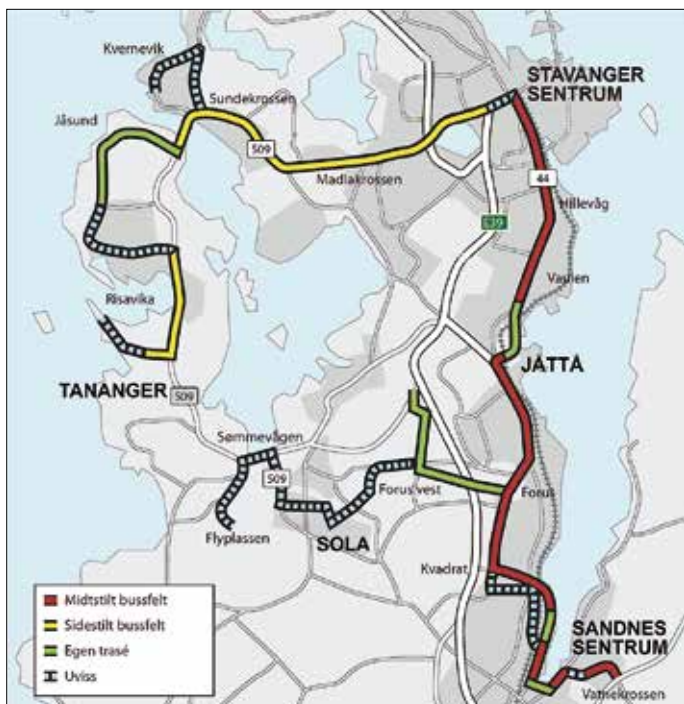 Kvernevik
STAVANGER
SENTRUM
Sundekrossen
Jåsund
509
Madlakrossen
44
Hillevåg
E39
Vaulen
Risavika
JÅTTÅ
TANANGER
509
Sømmevågen
509
Forus vest
Forus
Flyplassen
SOLA
Kvadrat
Midtstilt bussfelt
Sidestilt bussfelt
Egen trasé
Uviss
SANDNES
SENTRUM
Vatnekrossen